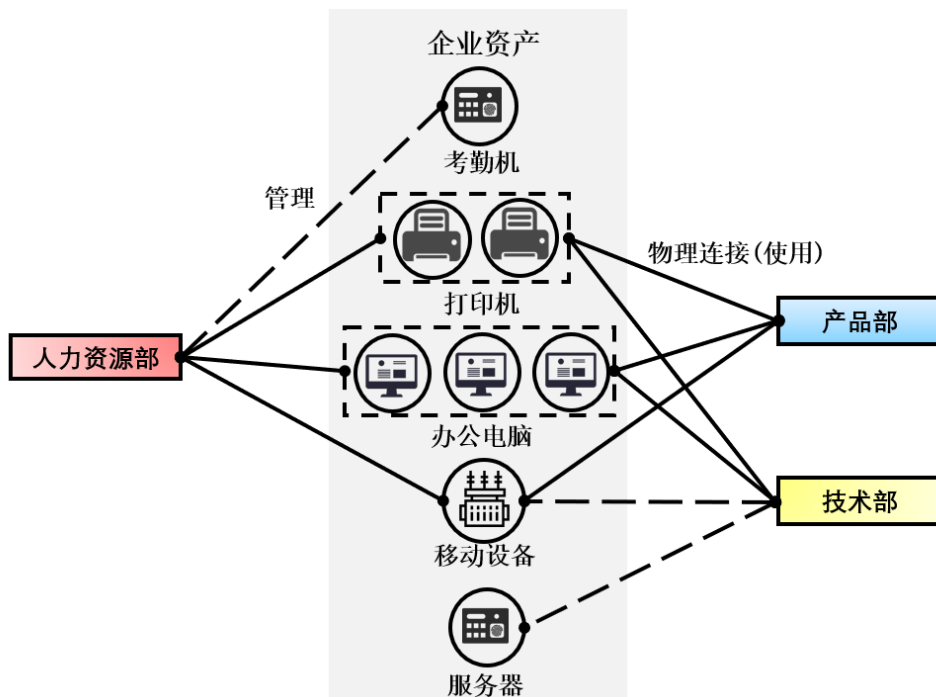 企业资产
考勤机
管理
物理连接(使用)
打印机
产品部
人力资源部
办公电脑
技术部
移动设备
服务器